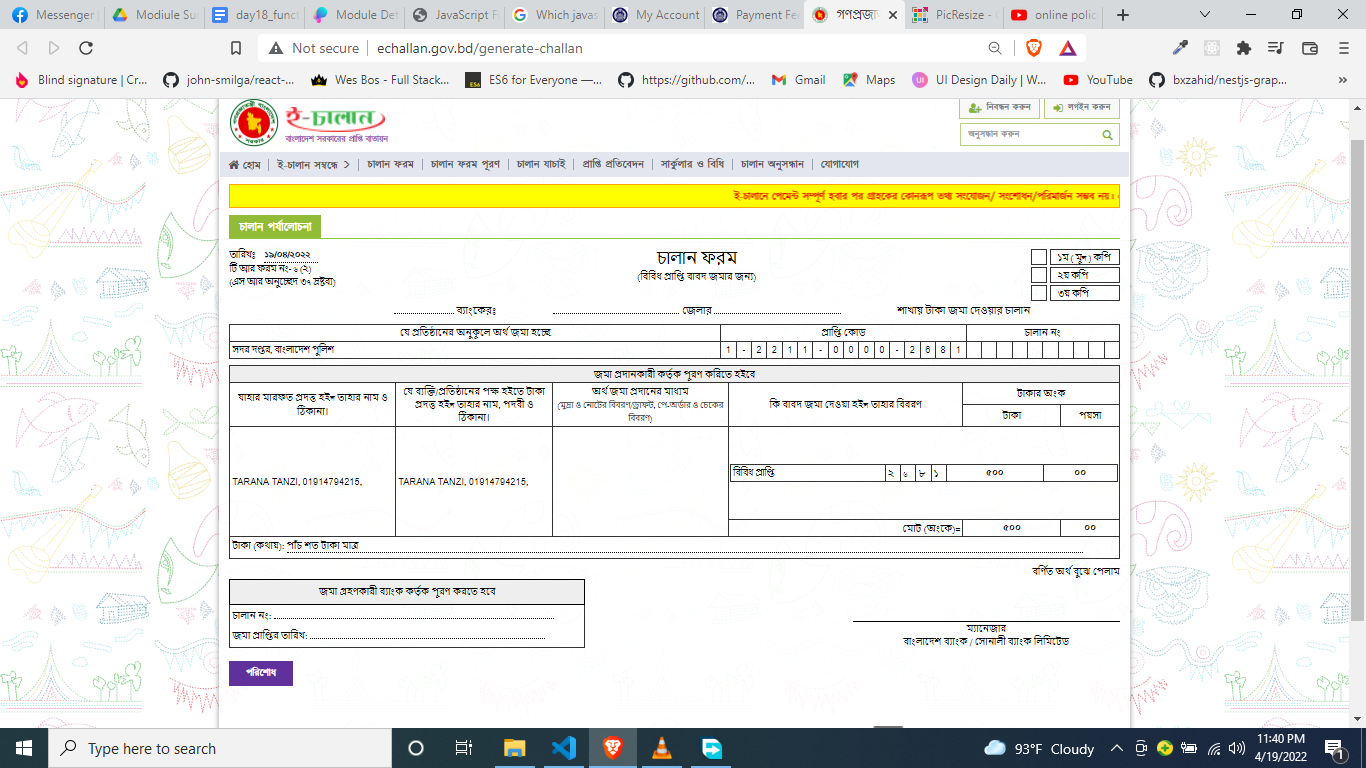 Messenger
Modiule Su
day18_funct
Module Det
JavaScript F
Which javas
My Account
Payment Fe
গণপ্রজাত
PicResize -
online polic
Not secure | echallan.gov.bd/generate-challan
Blind signature | Cr...
john-smilga/react-...
Wes Bos - Full Stack...
ES6 for Everyone —...
https://github.com/...
Gmail
Maps
UI Design Daily | W...
YouTube
bxzahid/nestjs-grap...
»
ই-চালান
বাংলাদেশ সরকারের প্রাপ্তি বাতায়ন
নিবন্ধন করুন
লগইন করুন
অনুসন্ধান করুন
হোম | ই-চালান সম্বন্ধে > | চালান ফরম | চালান ফরম পূরণ | চালান যাচাই | প্রাপ্তি প্রতিবেদন | সার্কুলার ও বিধি | চালান অনুসন্ধান | যোগাযোগ
ই-চালানে পেমেন্ট সম্পূর্ণ হবার পর গ্রাহকের কোনরূপ তথ্য সংযোজন/ সংশোধন/পরিমার্জন সম্ভব নয়।
চালান পর্যালোচনা
তারিখঃ ১৯/০৪/২০২২
টি আর ফরম নং- ৬ (২)
(এস আর অনুচ্ছেদ ৩৭ দ্রষ্টব্য)
চালান ফরম
(বিবিধ প্রাপ্তি বাবদ জমার জন্য)
১ম ( মুল ) কপি
২য় কপি
৩য় কপি
ব্যাংকেরঃ জেলার শাখায় টাকা জমা দেওয়ার চালান
যে প্রতিষ্ঠানের অনুকুলে অর্থ জমা হচ্ছে প্রাপ্তি কোড চালান নং
সদর দপ্তর, বাংলাদেশ পুলিশ 1 - 2 2 1 1 - 0 0 0 0 - 2 6 8 1
জমা প্রদানকারী কর্তৃক পুরণ করিতে হইবে
যাহার মারফত প্রদত্ত হইল তাহার নাম ও ঠিকানা।
যে ব্যক্তি/প্রতিষ্ঠানের পক্ষ হইতে টাকা প্রদত্ত হইল তাহার নাম, পদবী ও ঠিকানা।
অর্থ জমা প্রদানের মাধ্যম
(মুদ্রা ও নোটের বিবরণ/ড্রাফট, পে-অর্ডার ও চেকের বিবরণ)
কি বাবদ জমা দেওয়া হইল তাহার বিবরণ
টাকার অংক
টাকা পয়সা
TARANA TANZI, 01914794215,
TARANA TANZI, 01914794215,
বিবিধ প্রাপ্তি ২ ৬ ৮ ১ ৫০০ ০০
মোট (অংকে)= ৫০০ ০০
টাকা (কথায়): পাঁচ শত টাকা মাত্র
বর্ণিত অর্থ বুঝে পেলাম
জমা গ্রহণকারী ব্যাংক কর্তৃক পুরণ করতে হবে
চালান নং:
জমা প্রাপ্তির তারিখ:
ম্যানেজার
বাংলাদেশ ব্যাংক / সোনালী ব্যাংক লিমিটেড
পরিশোধ
Type here to search
93°F Cloudy
11:40 PM
4/19/2022
1